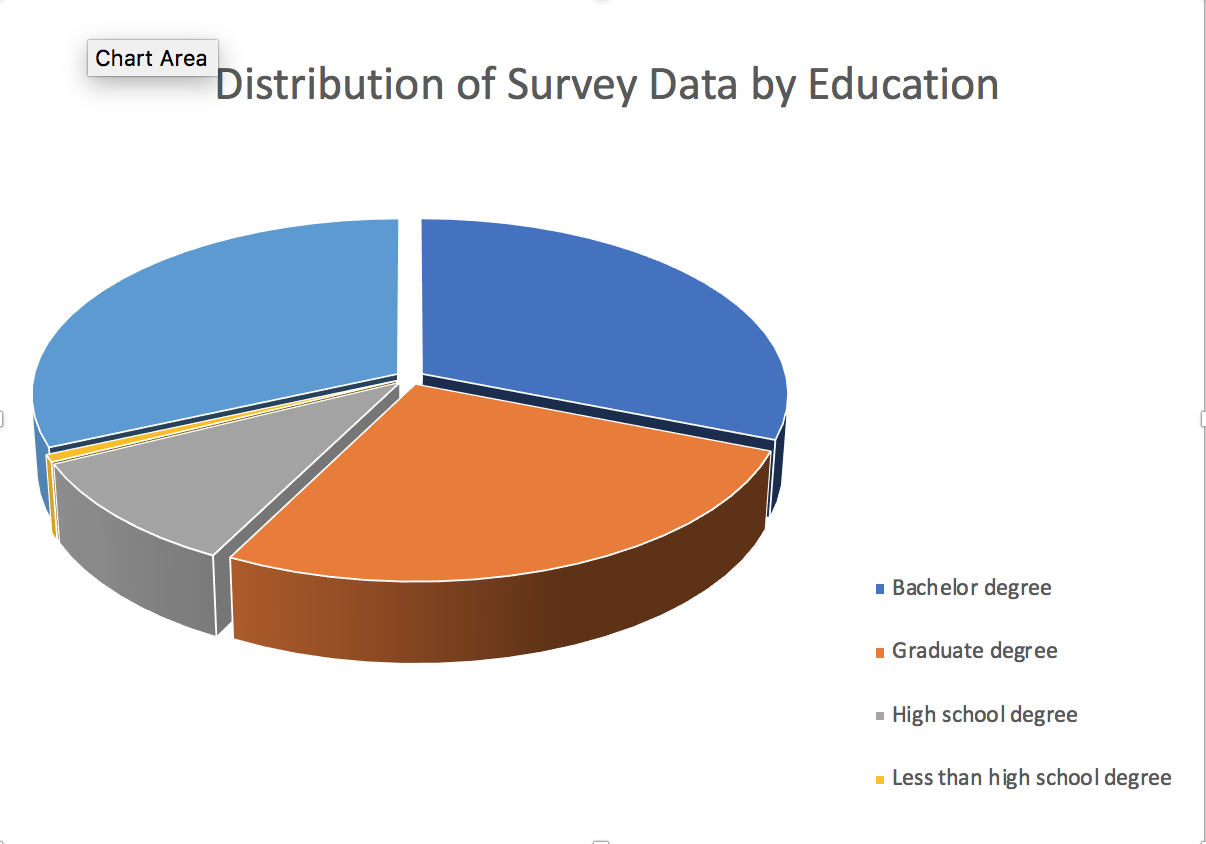 Chart Area
Distribution of Survey Data by Education
Bachelor degree
Graduate degree
High school degree
Less than high school degree